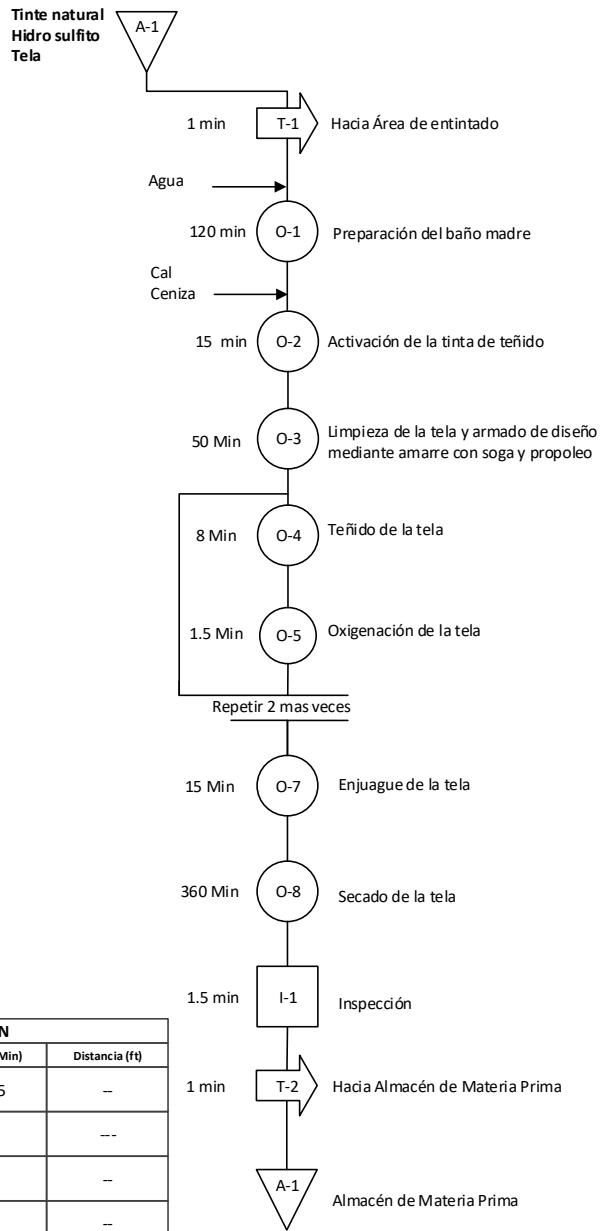 Tinte natural
Hidro sulfito
Tela
A-1
1 min
T-1
Hacia Área de entintado
Agua
120 min
O-1
Preparación del baño madre
Cal
Ceniza
15 min
O-2
Activación de la tinta de teñido
50 Min
O-3
Limpieza de la tela y armado de diseño
mediante amarre con soga y propoleo
8 Min
O-4
Teñido de la tela
1.5 Min
O-5
Oxigenación de la tela
Repetir 2 mas veces
15 Min
O-7
Enjuague de la tela
360 Min
O-8
Secado de la tela
1.5 min
I-1
Inspección
1 min
T-2
Hacia Almacén de Materia Prima
A-1
Almacén de Materia Prima
N
Min)
Distancia (ft)
5
--
---
--
--